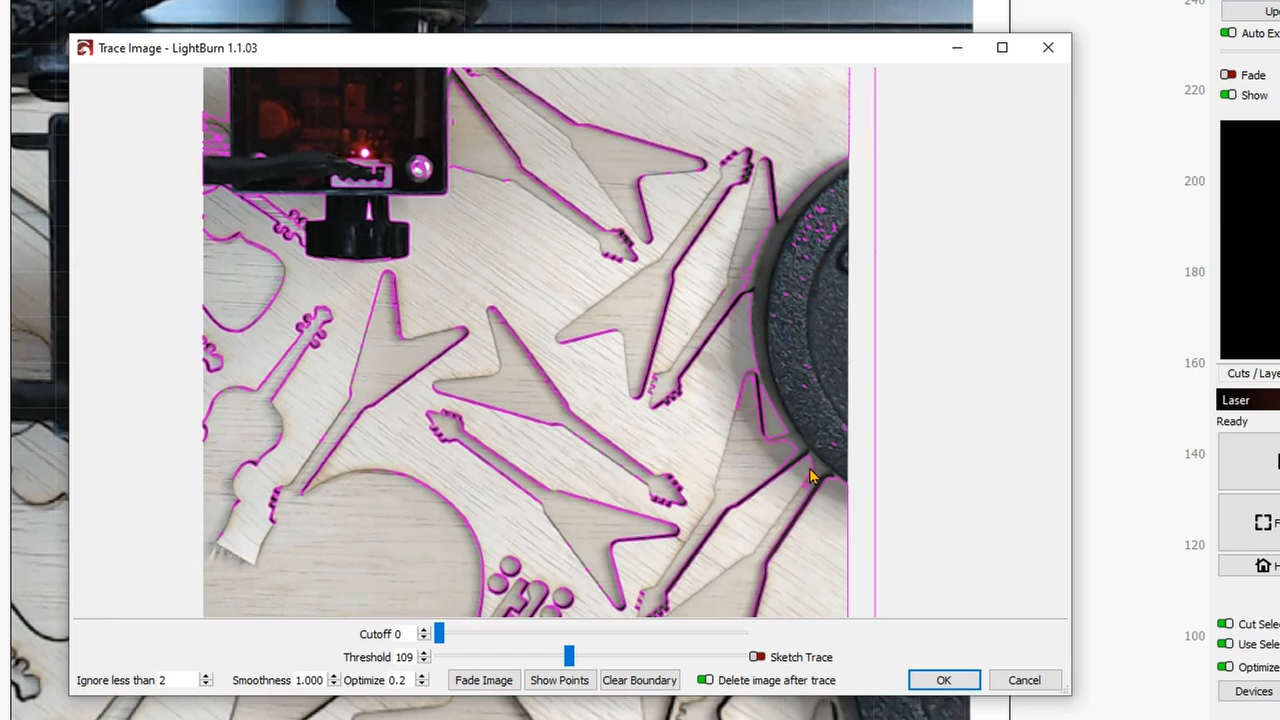 240
Trace Image - LightBurn 1.1.03
Auto Ex
Fade
220
Show
200
180
160
Cuts / Laye
Laser
Ready
140
120
Cutoff 0
Threshold 109
Sketch Trace
100
Ignore less than 2
Smoothness 1.000
Optimize 0.2
Fade Image
Show Points
Clear Boundary
Delete image after trace
OK
Cancel
Cut Selec
Use Selec
Optimize
Devices